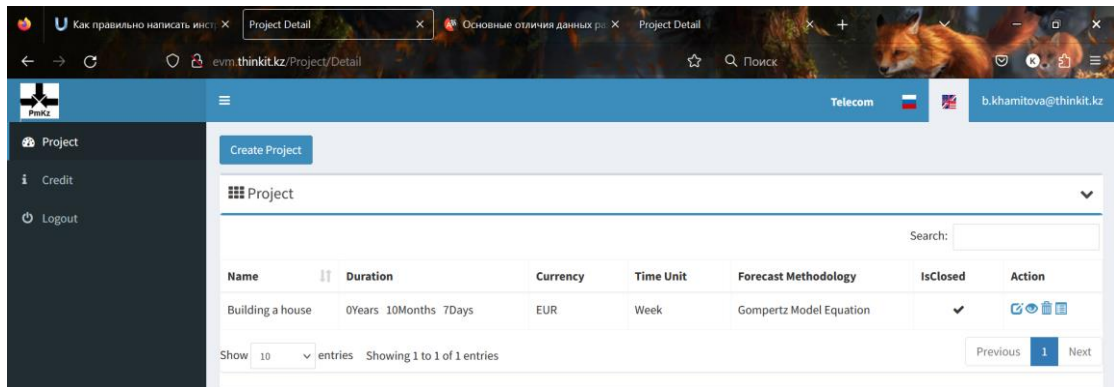 Как правильно написать инст
Project Detail
Основные отличия данных ра
Project Detail
evm.thinkit.kz/Project/Detail
Поиск
PmKz
Telecom
b.khamitova@thinkit.kz
Project
Create Project
Credit
Project
Logout
Search:
Name Duration Currency Time Unit Forecast Methodology IsClosed Action
Building a house 0Years 10Months 7Days EUR Week Gompertz Model Equation
Show 10 entries Showing 1 to 1 of 1 entries Previous 1 Next